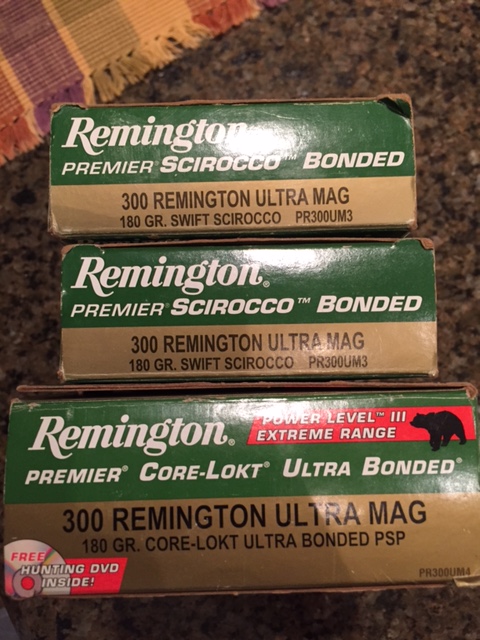 Remington
PREMIER SCIROCCO™ BONDED
300 REMINGTON ULTRA MAG
180 GR. SWIFT SCIROCCO PR300UM3
Remington®
PREMIER® SCIROCCO™ BONDED
300 REMINGTON ULTRA MAG
180 GR. SWIFT SCIROCCO PR300UM3
Remington®
POWER LEVEL™ III
EXTREME RANGE
PREMIER® CORE-LOKT® ULTRA BONDED®
300 REMINGTON ULTRA MAG
180 GR. CORE-LOKT ULTRA BONDED PSP
FREE
HUNTING DVD
INSIDE!
PR300UM4